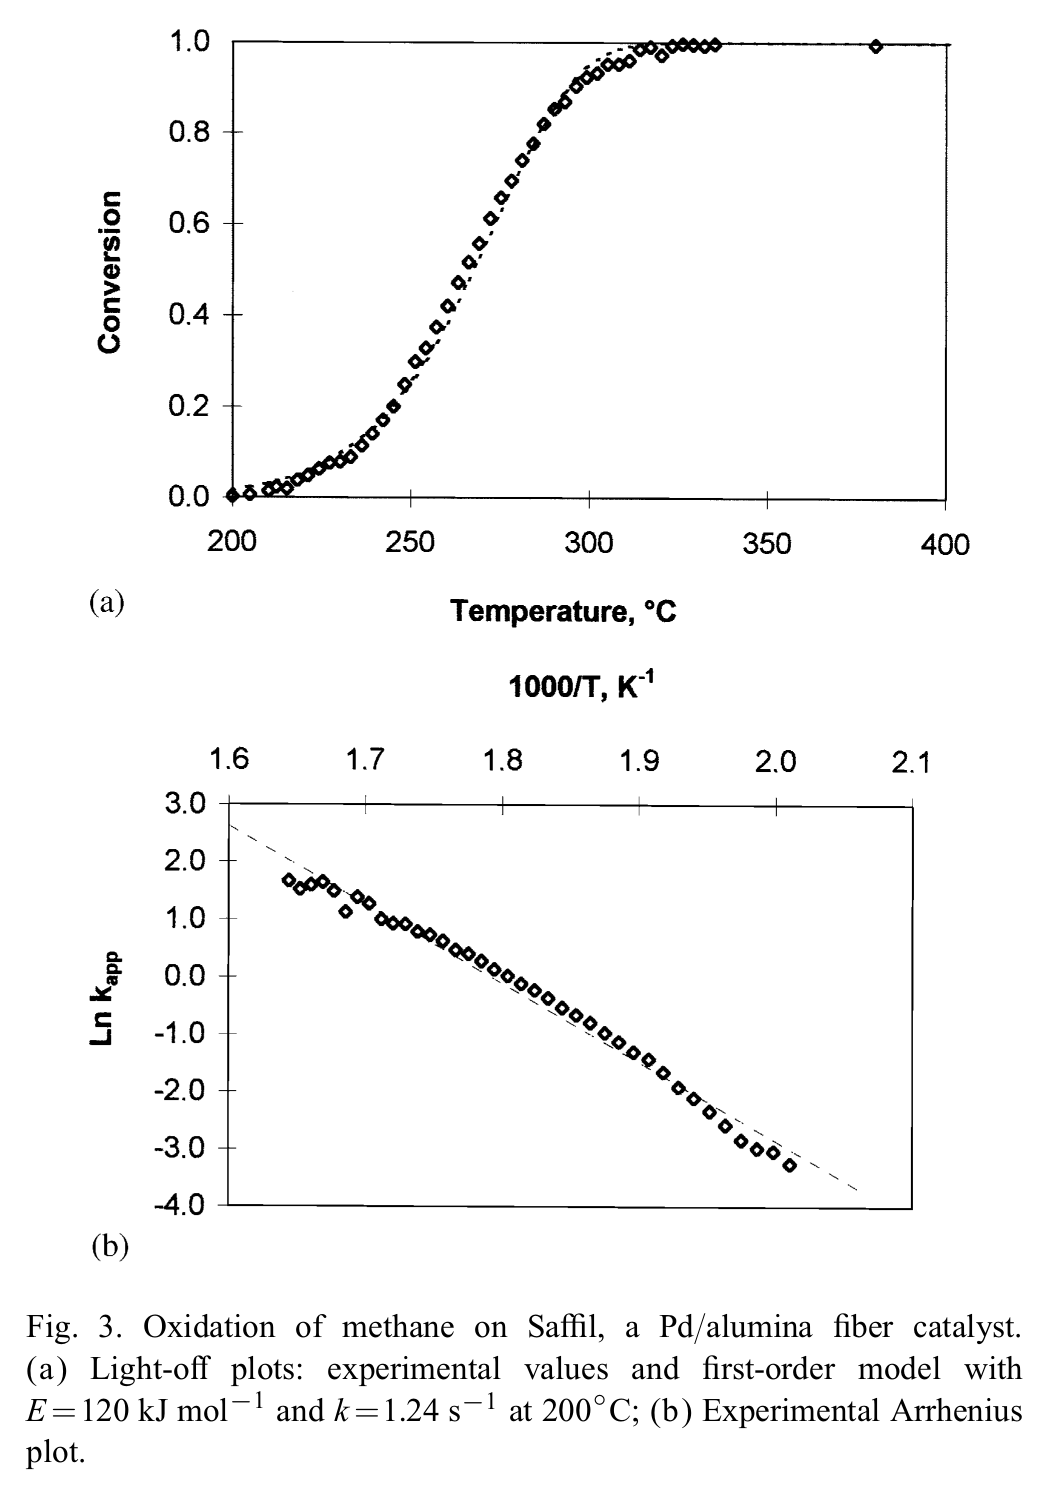 1.0
0.8
0.6
0.4
0.2
0.0
Conversion
200 250 300 350 400
(a)
Temperature, °C
1000/T, K⁻¹
1.6 1.7 1.8 1.9 2.0 2.1
3.0
2.0
1.0
0.0
-1.0
-2.0
-3.0
-4.0
Ln kapp
(b)
Fig. 3. Oxidation of methane on Saffil, a Pd/alumina fiber catalyst.
(a) Light-off plots: experimental values and first-order model with
E=120 kJ mol⁻¹ and k=1.24 s⁻¹ at 200°C; (b) Experimental Arrhenius
plot.